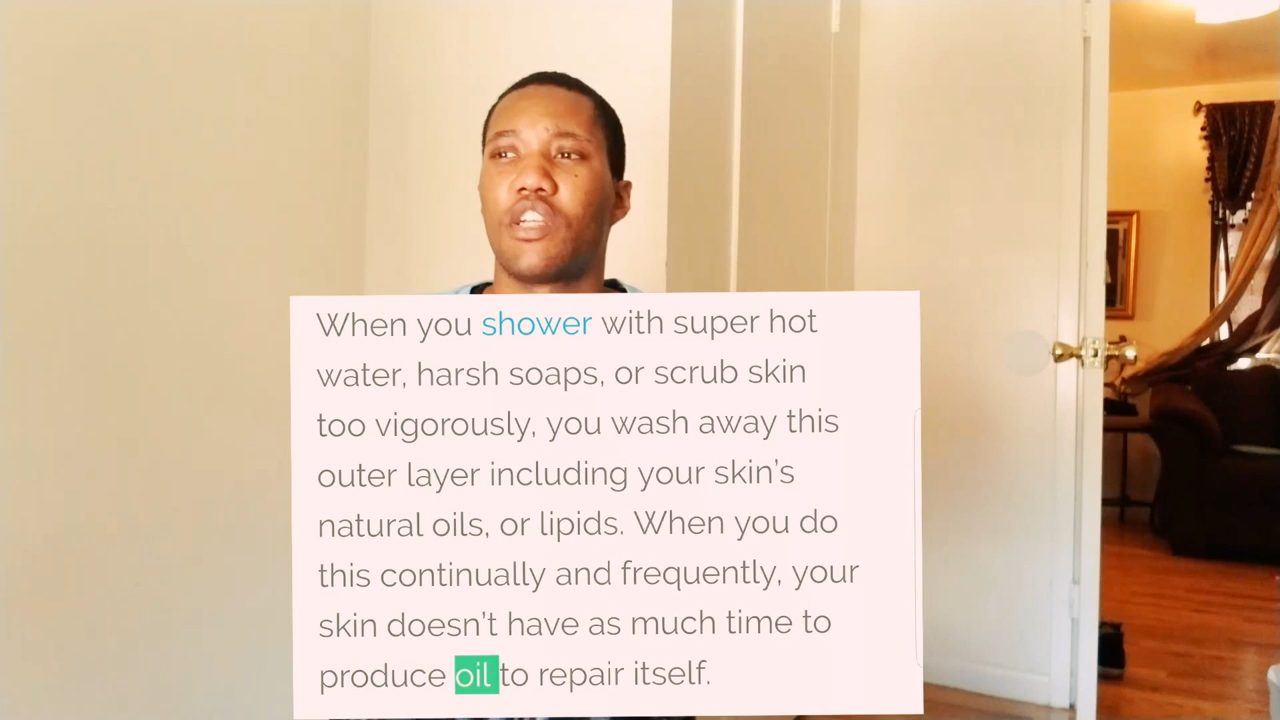 When you shower with super hot
water, harsh soaps, or scrub skin
too vigorously, you wash away this
outer layer including your skin's
natural oils, or lipids. When you do
this continually and frequently, your
skin doesn't have as much time to
produce oil to repair itself.